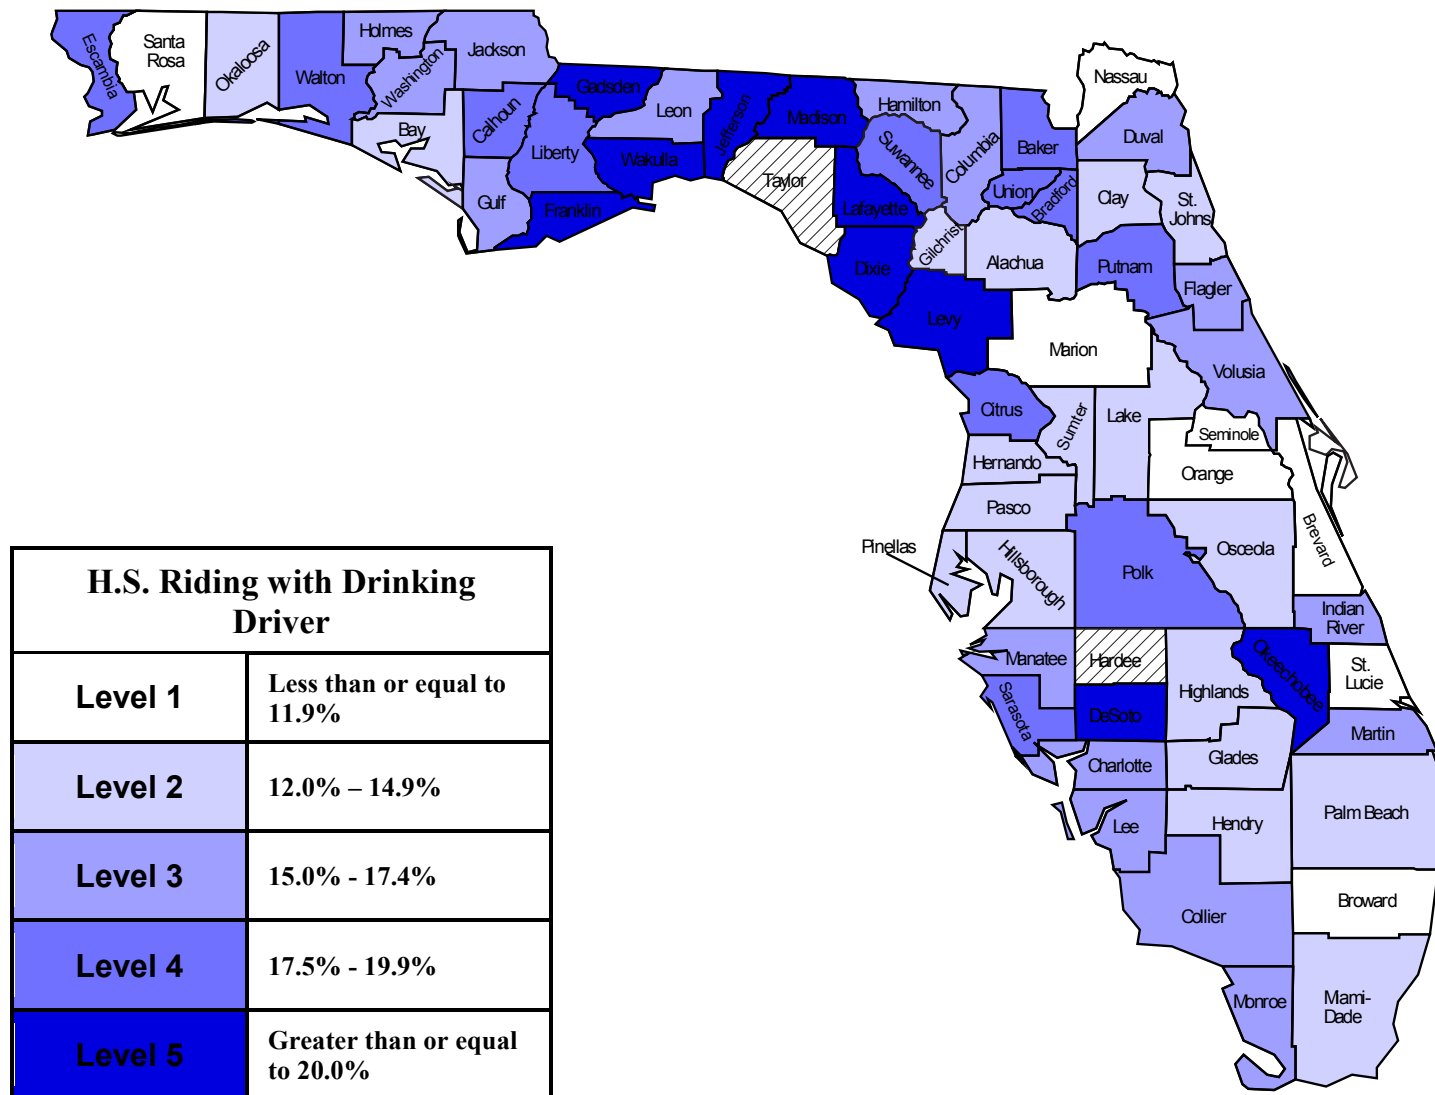 Escambia
Santa
Rosa
Okaloosa
Walton
Holmes
Washington
Jackson
Bay
Calhoun
Gulf
Liberty
Gadsden
Franklin
Leon
Wakulla
Jefferson
Madison
Taylor
Hamilton
Suwannee
Lafayette
Dixie
Columbia
Gilchrist
Levy
Baker
Union
Bradford
Alachua
Nassau
Duval
Clay
St.
Johns
Putnam
Flagler
Marion
Volusia
Citrus
Sumter
Lake
Seminole
Hernando
Orange
Pasco
Brevard
Pinellas
Hillsborough
Polk
Osceola
Indian
River
Manatee
Hardee
Okeechobee
St.
Lucie
Highlands
Sarasota
DeSoto
Martin
Charlotte
Glades
Lee
Hendry
Palm Beach
Collier
Broward
Monroe
Miami-
Dade
H.S. Riding with Drinking
Driver
Level 1
Less than or equal to
11.9%
Level 2
12.0% – 14.9%
Level 3
15.0% - 17.4%
Level 4
17.5% - 19.9%
Level 5
Greater than or equal
to 20.0%